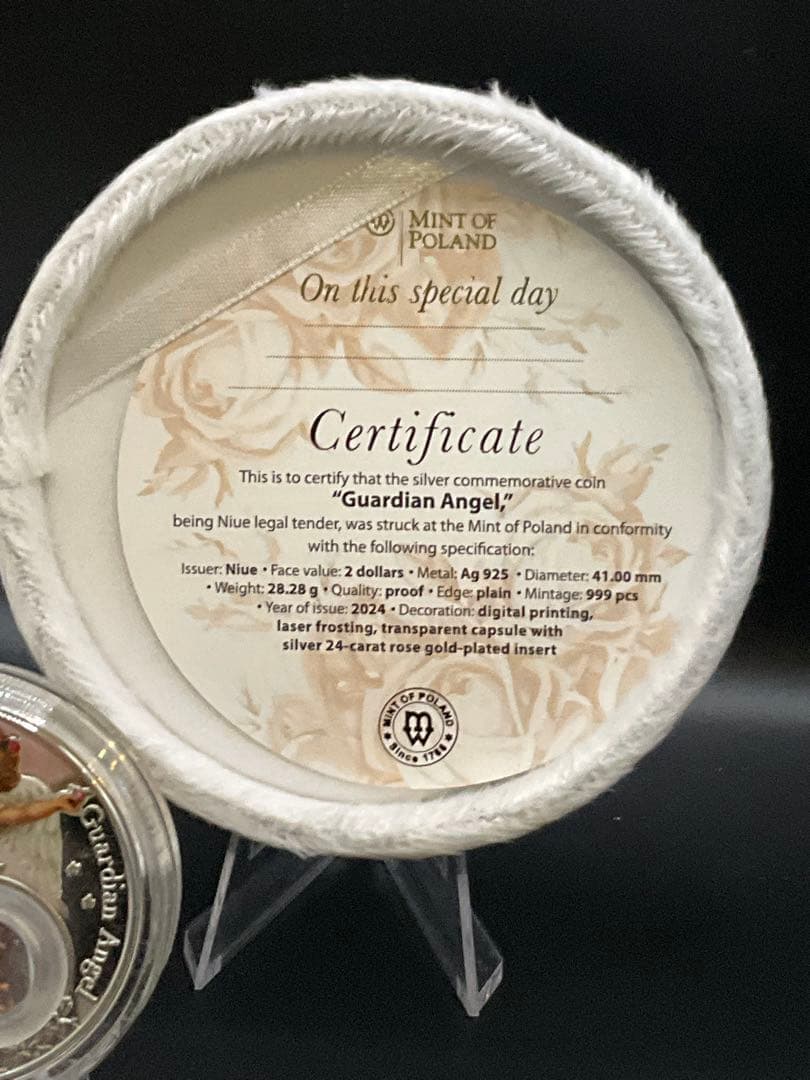 MINT OF
POLAND
On this special day
Certificate
This is to certify that the silver commemorative coin
“Guardian Angel,”
being Niue legal tender, was struck at the Mint of Poland in conformity
with the following specification:
Issuer: Niue • Face value: 2 dollars • Metal: Ag 925 • Diameter: 41.00 mm
• Weight: 28.28 g • Quality: proof • Edge: plain • Mintage: 999 pcs
• Year of issue: 2024 • Decoration: digital printing,
laser frosting, transparent capsule with
silver 24-carat rose gold-plated insert
MINT OF POLAND
Since 1766
Guardian Angel